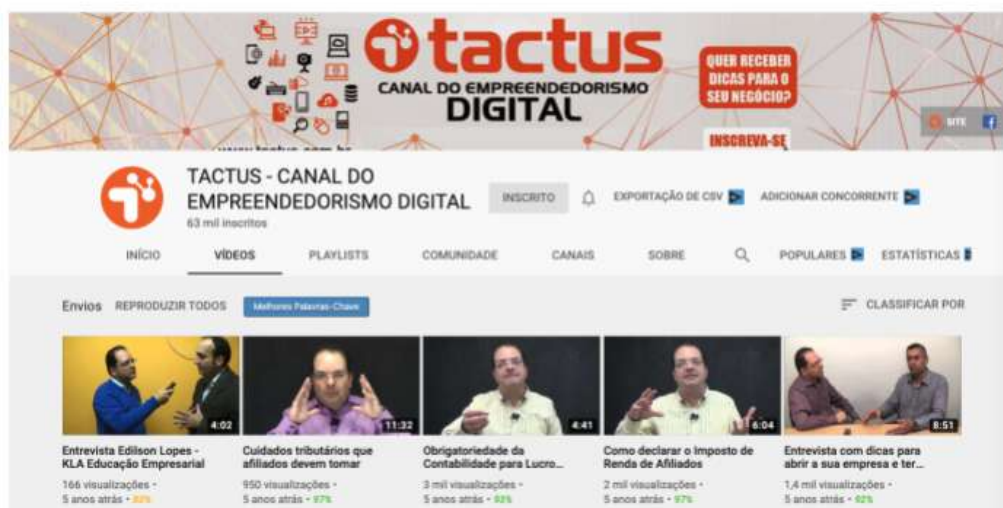 tactus
CANAL DO EMPREENDEDORISMO
DIGITAL
QUER RECEBER
DICAS PARA O
SEU NEGÓCIO?
INSCREVA-SE
SITE
TACTUS - CANAL DO
EMPREENDEDORISMO DIGITAL
63 mil inscritos
INSCRITO
EXPORTAÇÃO DE CSV
ADICIONAR CONCORRENTE
INÍCIO VÍDEOS PLAYLISTS COMUNIDADE CANAIS SOBRE POPULARES ESTATÍSTICAS
Envios REPRODUZIR TODOS Melhores Palavras-Chave CLASSIFICAR POR
4:02 11:32 4:41 6:04 8:51
Entrevista Edilson Lopes -
KLA Educação Empresarial
166 visualizações •
5 anos atrás •
Cuidados tributários que
afiliados devem tomar
950 visualizações •
5 anos atrás • 97%
Obrigatoriedade da
Contabilidade para Lucro...
3 mil visualizações •
5 anos atrás •
Como declarar o Imposto de
Renda de Afiliados
2 mil visualizações •
5 anos atrás • 97%
Entrevista com dicas para
abrir a sua empresa e ter...
1,4 mil visualizações •
5 anos atrás • 92%